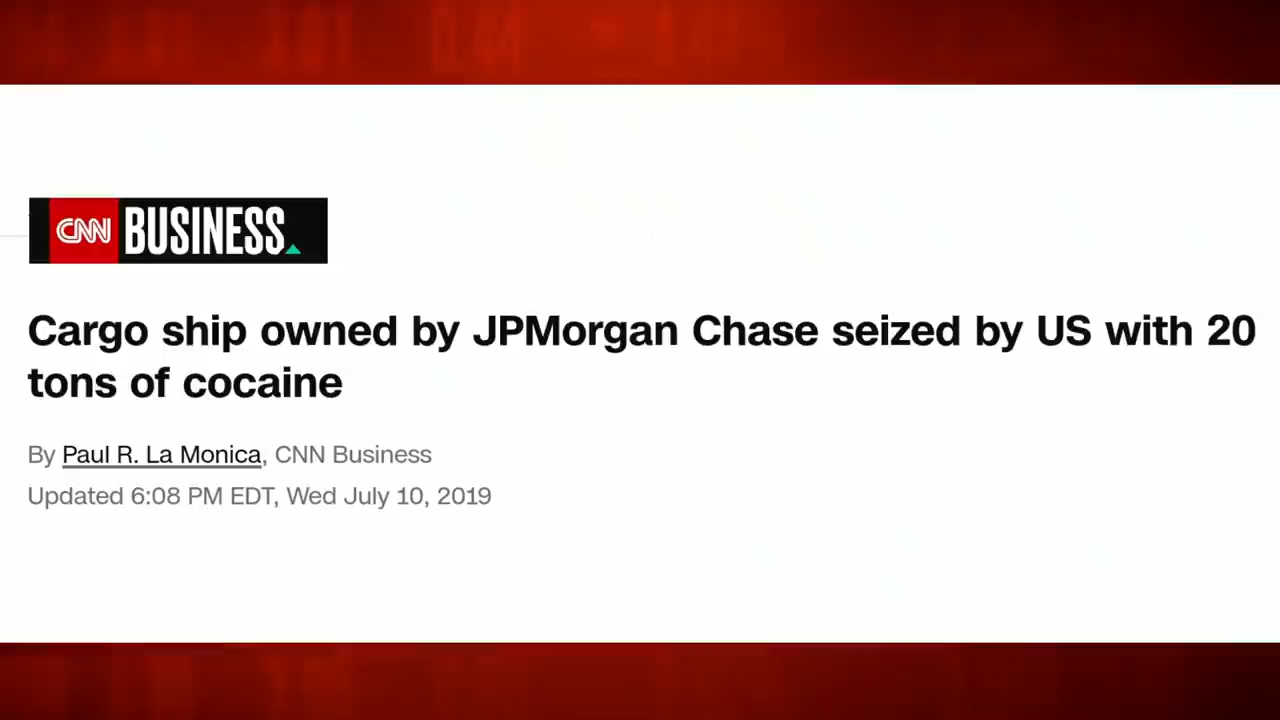 CNN BUSINESS
Cargo ship owned by JPMorgan Chase seized by US with 20
tons of cocaine
By Paul R. La Monica, CNN Business
Updated 6:08 PM EDT, Wed July 10, 2019